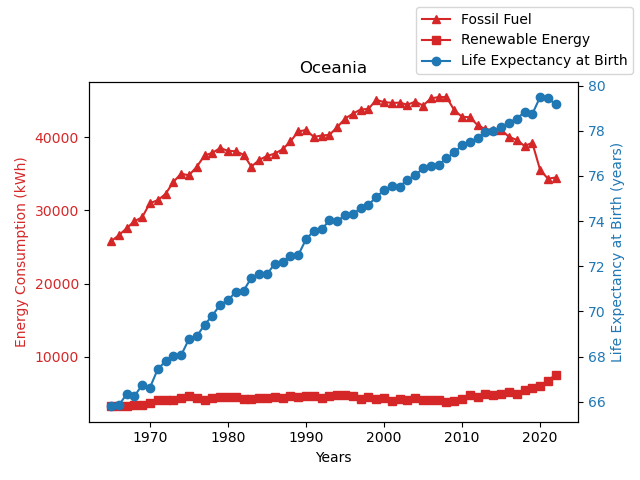 Fossil Fuel
Renewable Energy
Life Expectancy at Birth
Oceania
Energy Consumption (kWh)
40000
30000
20000
10000
80
78
76
74
72
70
68
66
Life Expectancy at Birth (years)
1970 1980 1990 2000 2010 2020
Years